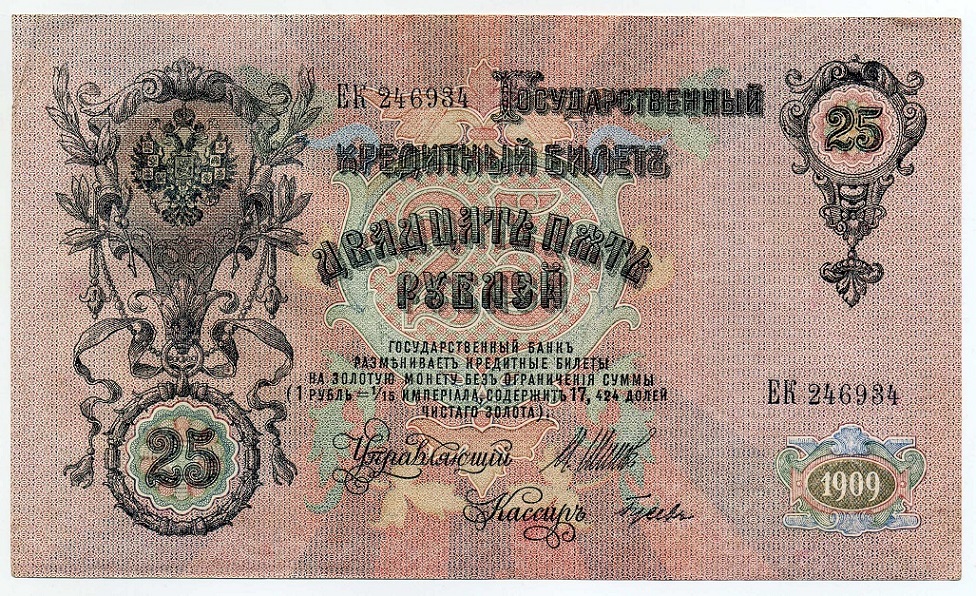 ЕК 246934 Государственный
кредитный билетъ
25
двадцать пять
рублей
государственный банкъ
размѣниваетъ кредитные билеты
на золотую монету безъ ограниченія суммы
(1 рубль = 1/15 имперіала, содержитъ 17, 424 долей
чистаго золота).
ЕК 246934
25
Управляющій
1909
Кассиръ